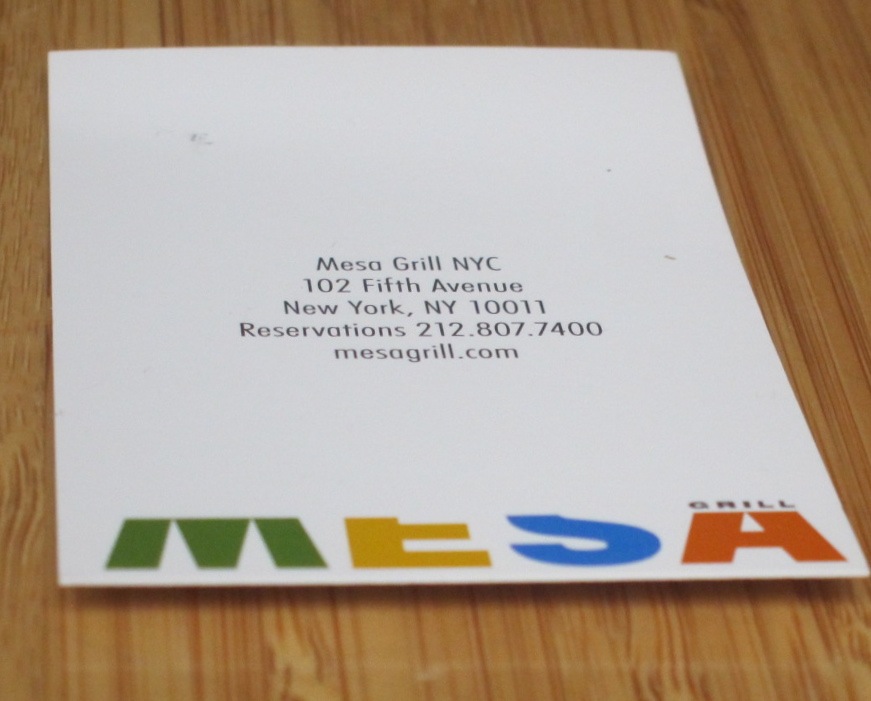 Mesa Grill NYC
102 Fifth Avenue
New York, NY 10011
Reservations 212.807.7400
mesagrill.com
GRILL
MESA